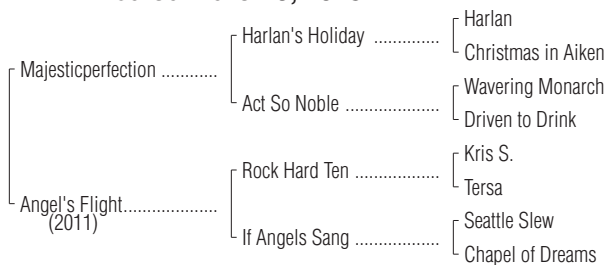 Harlan
Harlan's Holiday .............
Christmas in Aiken
Majesticperfection ............
Wavering Monarch
Act So Noble .....................
Driven to Drink
Kris S.
Rock Hard Ten ...................
Tersa
Angel's Flight....................
(2011)
Seattle Slew
If Angels Sang ...................
Chapel of Dreams